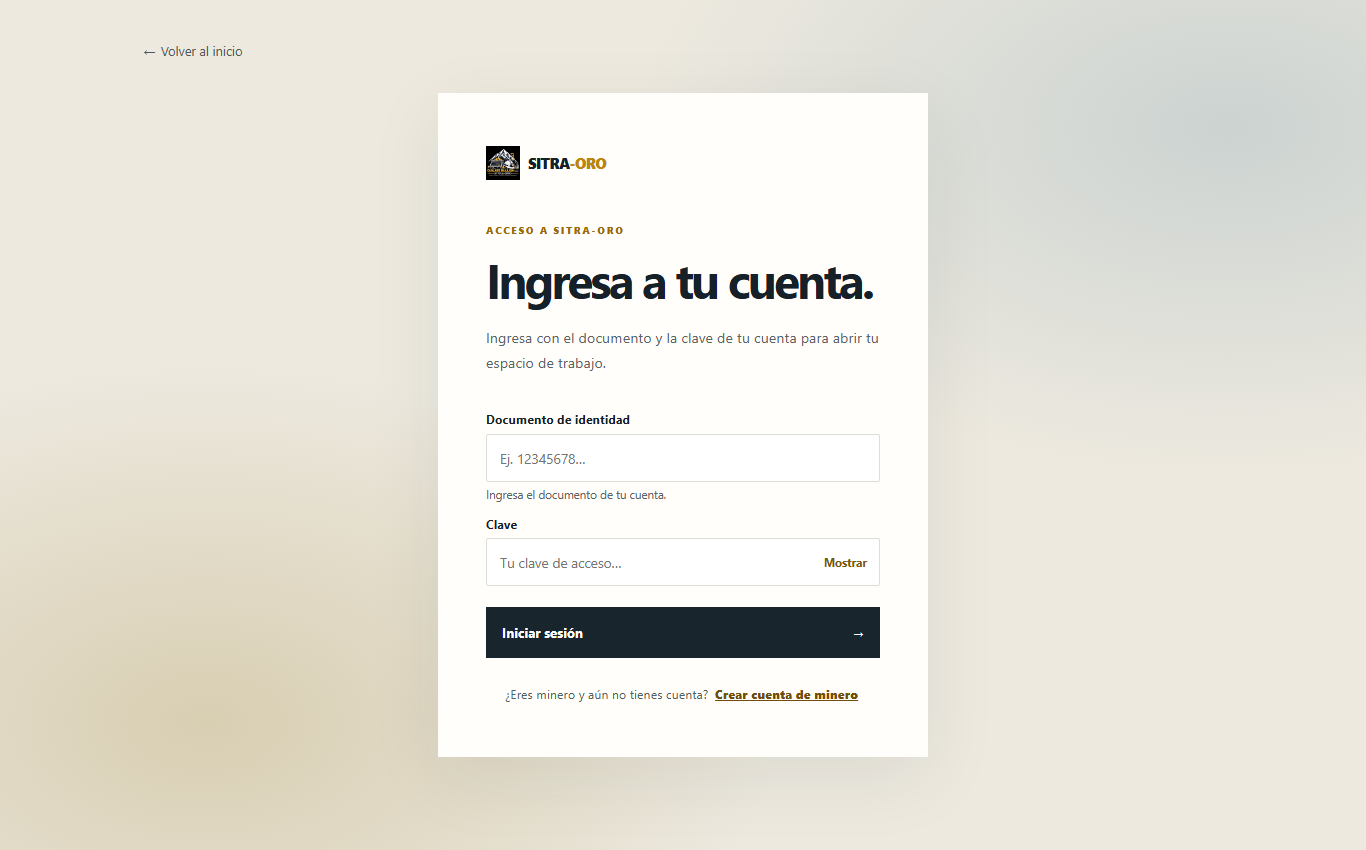 ← Volver al inicio
SITRA-ORO
ACCESO A SITRA-ORO
Ingresa a tu cuenta.
Ingresa con el documento y la clave de tu cuenta para abrir tu
espacio de trabajo.
Documento de identidad
Ej. 12345678...
Ingresa el documento de tu cuenta.
Clave
Tu clave de acceso...
Mostrar
Iniciar sesión →
¿Eres minero y aún no tienes cuenta? Crear cuenta de minero